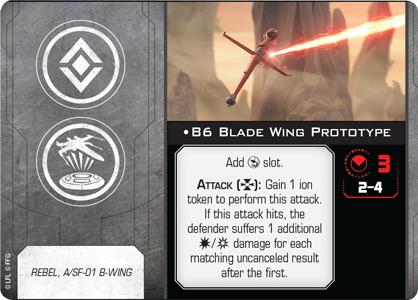 • B6 BLADE WING PROTOTYPE
Add slot.
ATTACK ( ): Gain 1 ion
token to perform this attack.
If this attack hits, the
defender suffers 1 additional
/ damage for each
matching uncanceled result
after the first.
3
2-4
REBEL, A/SF-01 B-WING
© LFL © FFG